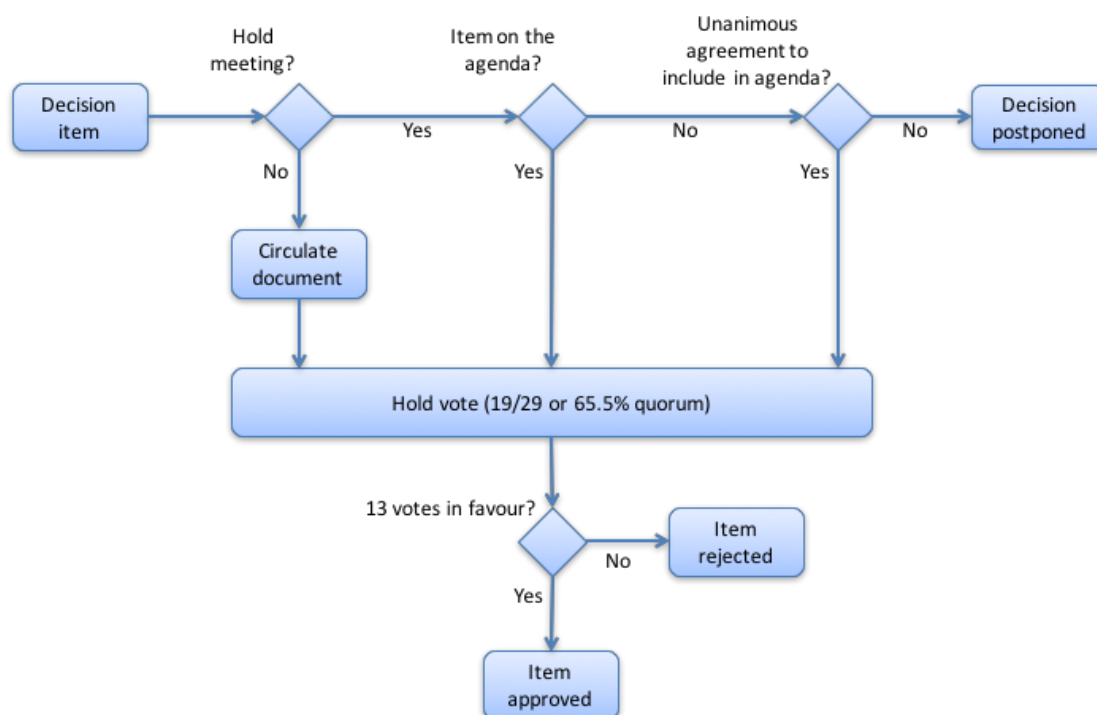 Hold
meeting?
Item on the
agenda?
Unanimous
agreement to
include in agenda?
Decision
item
Yes
No
No
Decision
postponed
No
Yes
Yes
Circulate
document
Hold vote (19/29 or 65.5% quorum)
13 votes in favour?
Item
rejected
No
Yes
Item
approved